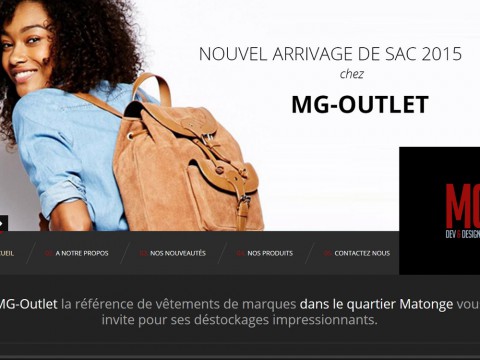 NOUVEL ARRIVAGE DE SAC 2015
chez
MG-OUTLET
MG
DEV & DESIGN
CUEIL / A NOTRE PROPOS / NOS NOUVEAUTÉS / NOS PRODUITS / CONTACTEZ NOUS
MG-Outlet la référence de vêtements de marques dans le quartier Matonge vous
invite pour ses déstockages impressionnants.